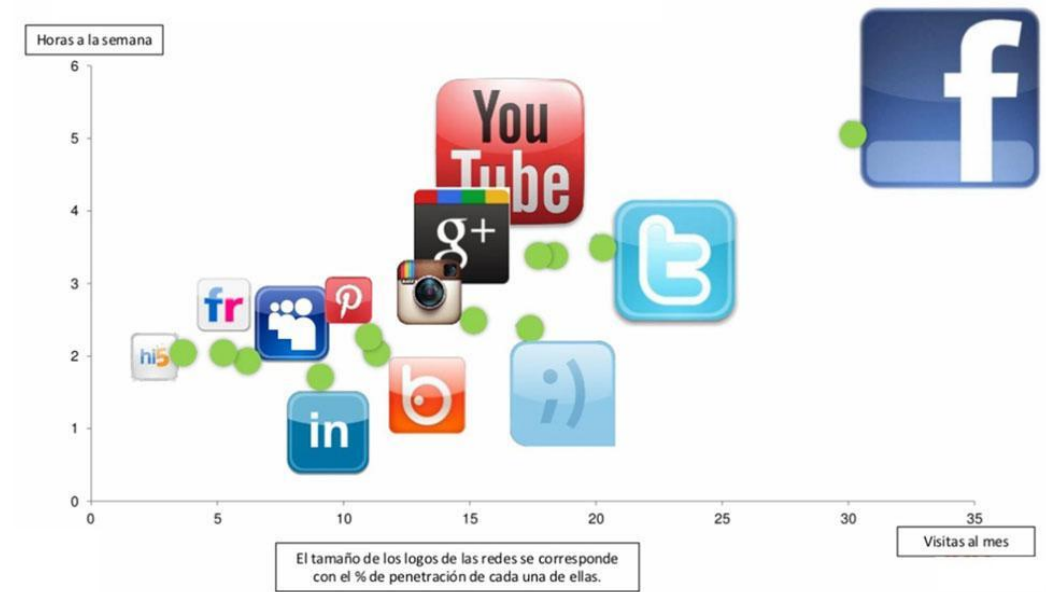 Horas a la semana
6
5
4
3
2
1
0
0 5 10 15 20 25 30 35
Visitas al mes
You
Tube
f
g+
t
fr
hi5
in
b
;)
El tamaño de los logos de las redes se corresponde
con el % de penetración de cada una de ellas.